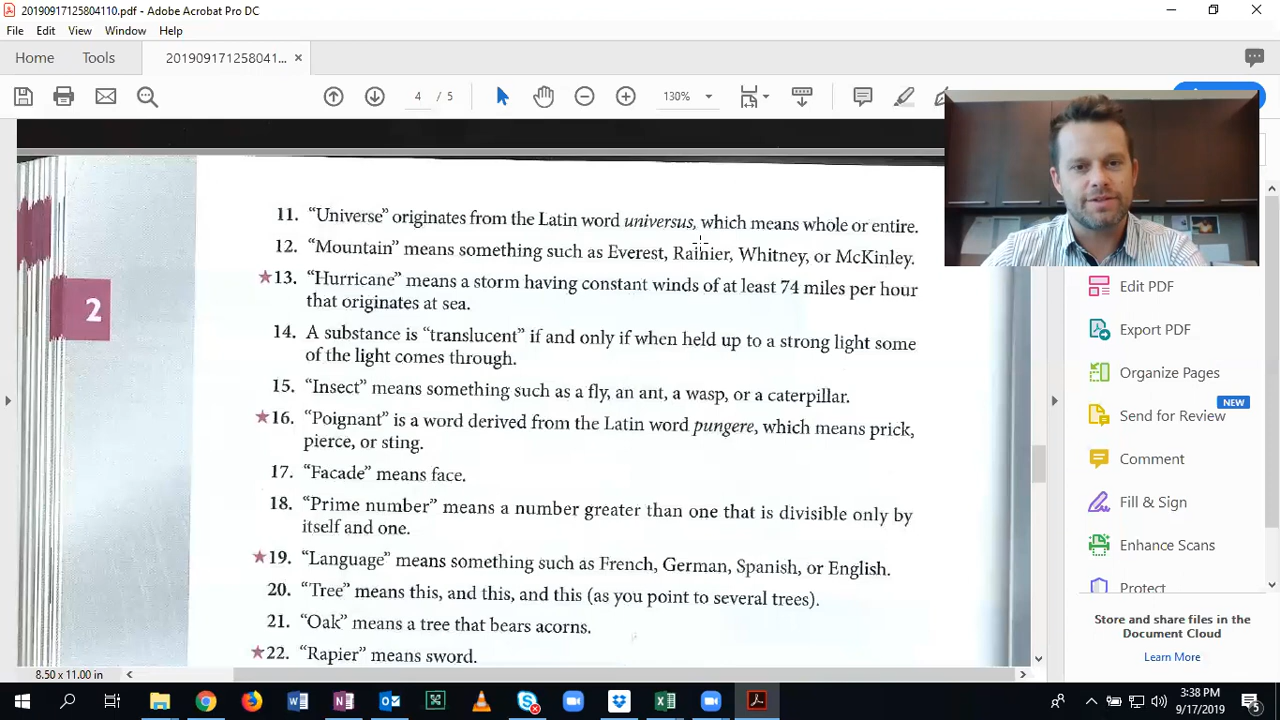 20190917125804110.pdf - Adobe Acrobat Pro DC
File Edit View Window Help
Home Tools 2019091712580​41... ×
4 / 5 130%
11. “Universe” originates from the Latin word universus, which means whole or entire.
12. “Mountain” means something such as Everest, Rainier, Whitney, or McKinley.
★13. “Hurricane” means a storm having constant winds of at least 74 miles per hour
that originates at sea.
2
14. A substance is “translucent” if and only if when held up to a strong light some
of the light comes through.
15. “Insect” means something such as a fly, an ant, a wasp, or a caterpillar.
★16. “Poignant” is a word derived from the Latin word pungere, which means prick,
pierce, or sting.
17. “Facade” means face.
18. “Prime number” means a number greater than one that is divisible only by
itself and one.
★19. “Language” means something such as French, German, Spanish, or English.
20. “Tree” means this, and this, and this (as you point to several trees).
21. “Oak” means a tree that bears acorns.
★22. “Rapier” means sword.
Edit PDF
Export PDF
Organize Pages
NEW
Send for Review
Comment
Fill & Sign
Enhance Scans
Protect
Store and share files in the
Document Cloud
Learn More
8.50 x 11.00 in
3:38 PM
9/17/2019
5